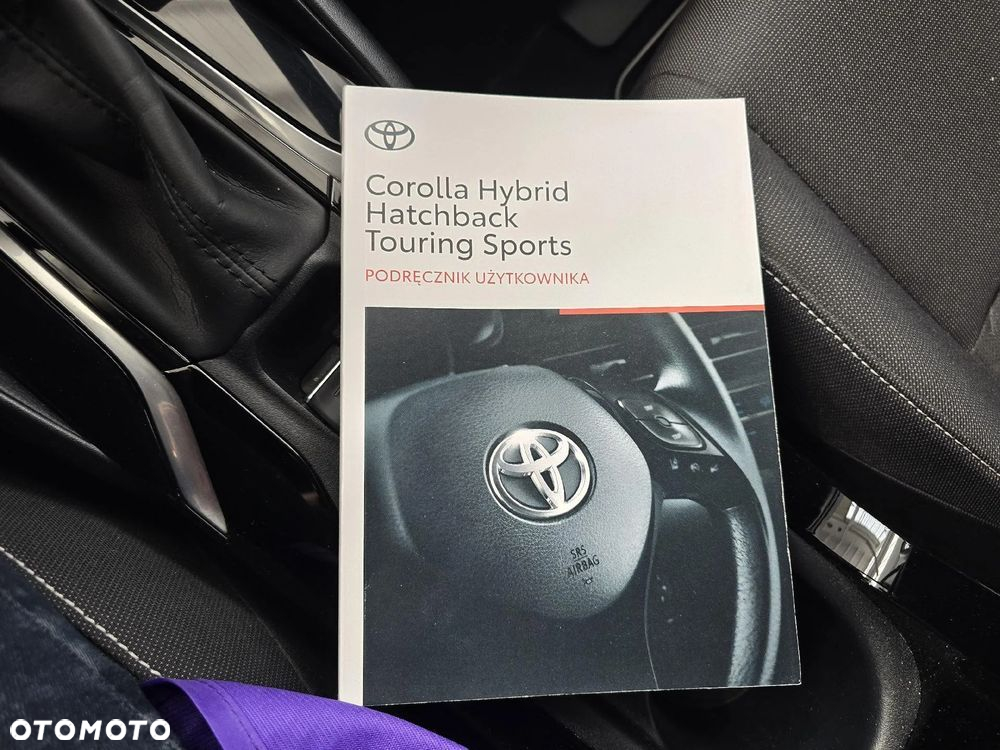 Corolla Hybrid
Hatchback
Touring Sports
PODRĘCZNIK UŻYTKOWNIKA
SRS
AIRBAG
OTOMOTO